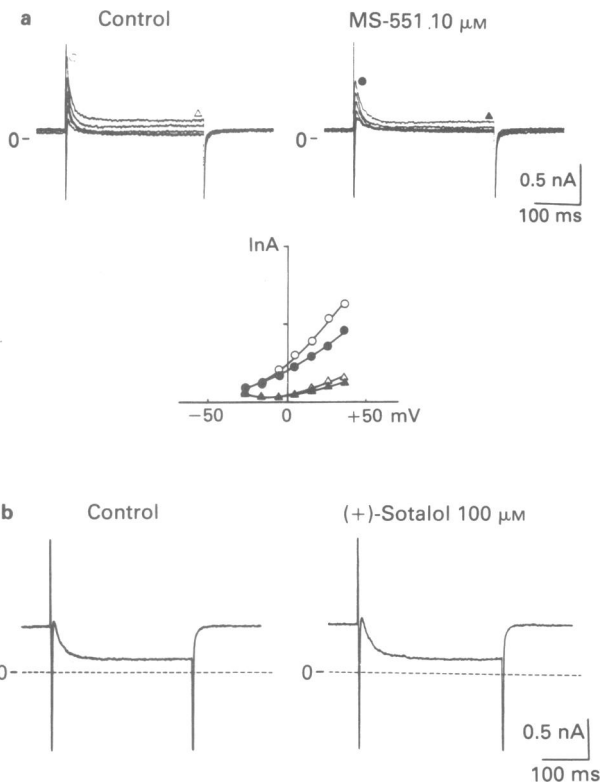 a Control MS-551 .10 μM
0- 0-
0.5 nA
100 ms
InA
−50 0 +50 mV
b Control (+)-Sotalol 100 μM
0- 0-
0.5 nA
100 ms